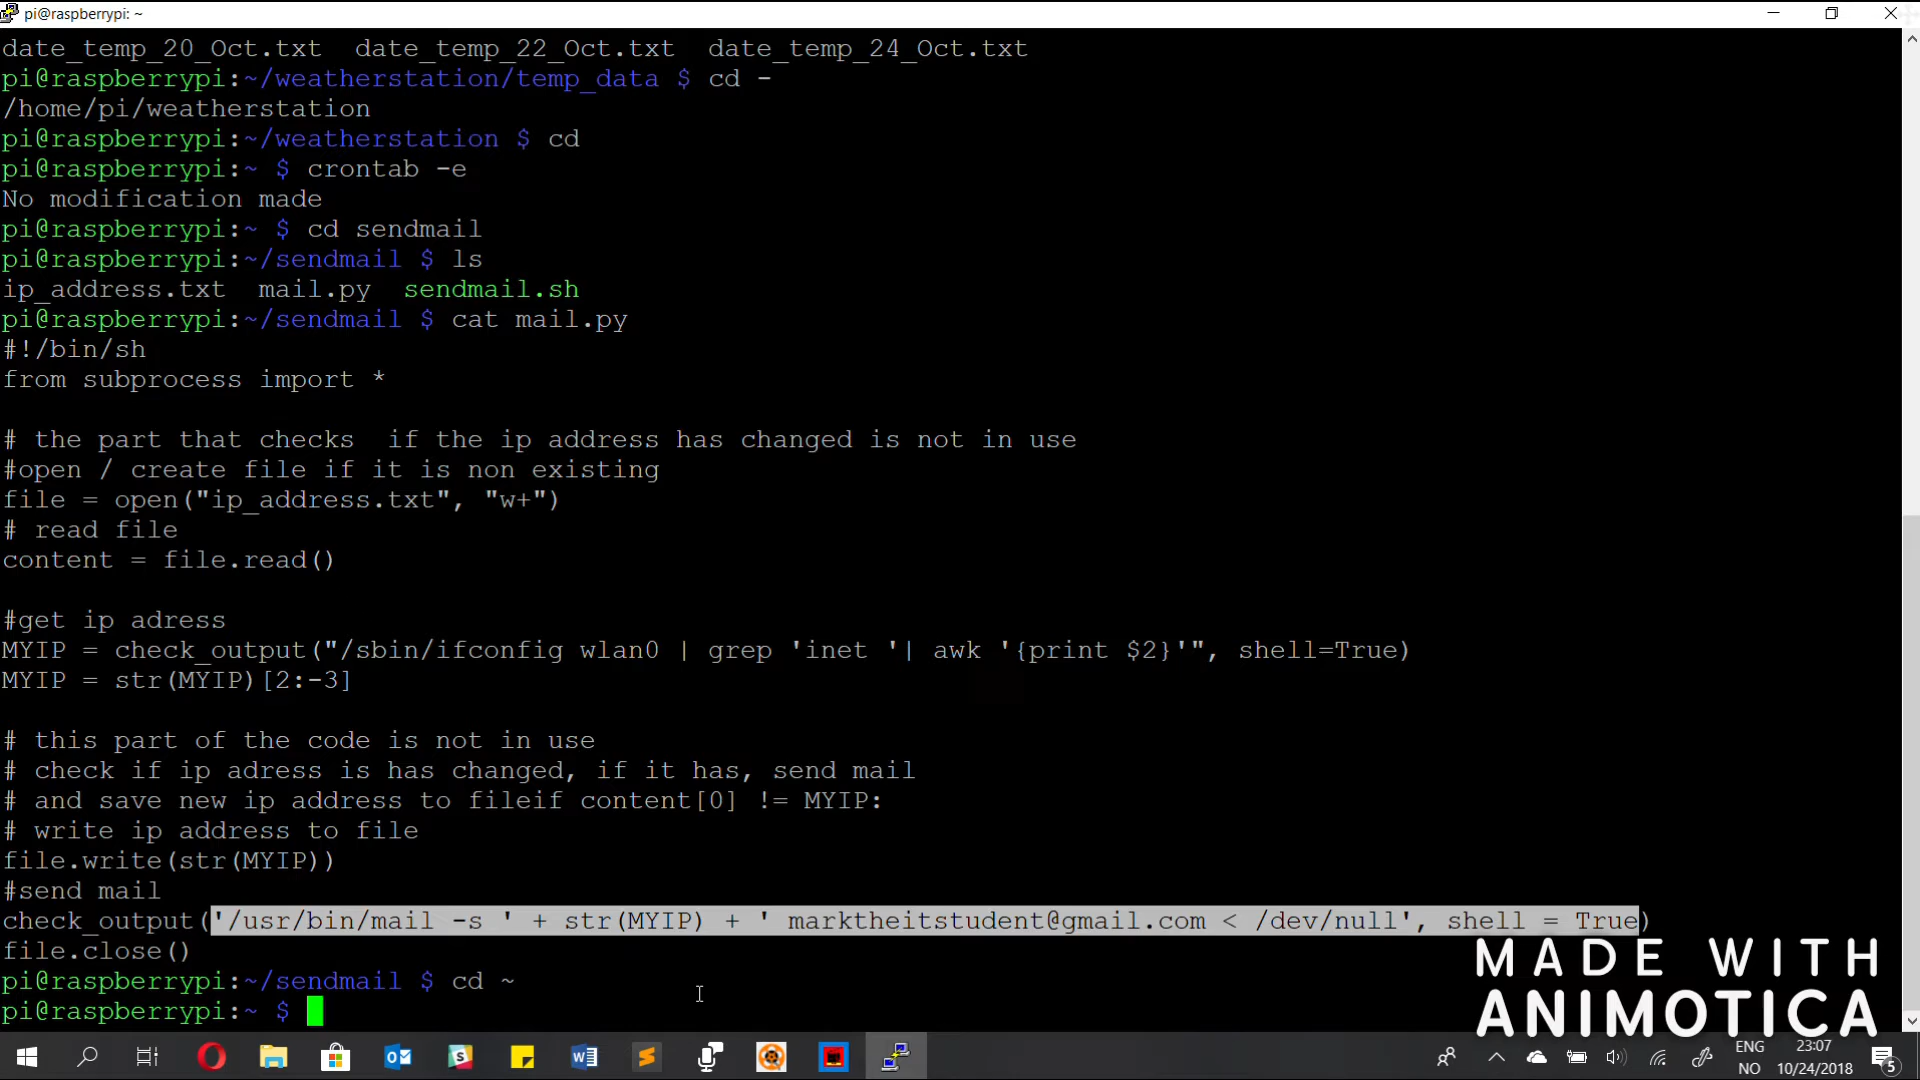 pi@raspberrypi: ~
date_temp_20_Oct.txt  date_temp_22_Oct.txt  date_temp_24_Oct.txt
pi@raspberrypi:~/weatherstation/temp_data $ cd -
/home/pi/weatherstation
pi@raspberrypi:~/weatherstation $ cd
pi@raspberrypi:~ $ crontab -e
No modification made
pi@raspberrypi:~ $ cd sendmail
pi@raspberrypi:~/sendmail $ ls
ip_address.txt  mail.py  sendmail.sh
pi@raspberrypi:~/sendmail $ cat mail.py
#!/bin/sh
from subprocess import *
# the part that checks  if the ip address has changed is not in use
#open / create file if it is non existing
file = open("ip_address.txt", "w+")
# read file
content = file.read()
#get ip adress
MYIP = check_output("/sbin/ifconfig wlan0 | grep 'inet '| awk '{print $2}'", shell=True)
MYIP = str(MYIP)[2:-3]
# this part of the code is not in use
# check if ip adress is has changed, if it has, send mail
# and save new ip address to fileif content[0] != MYIP:
# write ip address to file
file.write(str(MYIP))
#send mail
check_output('/usr/bin/mail -s ' + str(MYIP) + ' marktheitstudent@gmail.com < /dev/null', shell = True)
file.close()
pi@raspberrypi:~/sendmail $ cd ~
pi@raspberrypi:~ $
MADE WITH
ANIMOTICA
ENG
NO
23:07
10/24/2018
5